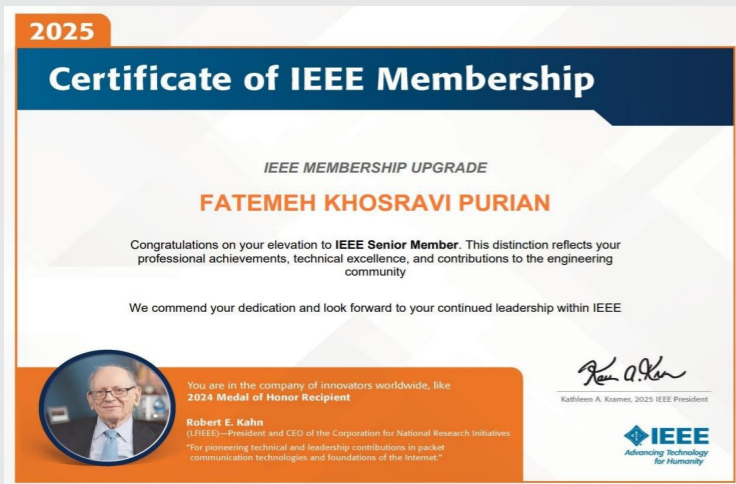 2025
Certificate of IEEE Membership
IEEE MEMBERSHIP UPGRADE
FATEMEH KHOSRAVI PURIAN
Congratulations on your elevation to IEEE Senior Member. This distinction reflects your
professional achievements, technical excellence, and contributions to the engineering
community
We commend your dedication and look forward to your continued leadership within IEEE
You are in the company of innovators worldwide, like
2024 Medal of Honor Recipient
Robert E. Kahn
(LFIEEE)—President and CEO of the Corporation for National Research Initiatives
"For pioneering technical and leadership contributions in packet
communication technologies and foundations of the Internet."
Kathleen A. Kramer, 2025 IEEE President
IEEE
Advancing Technology
for Humanity